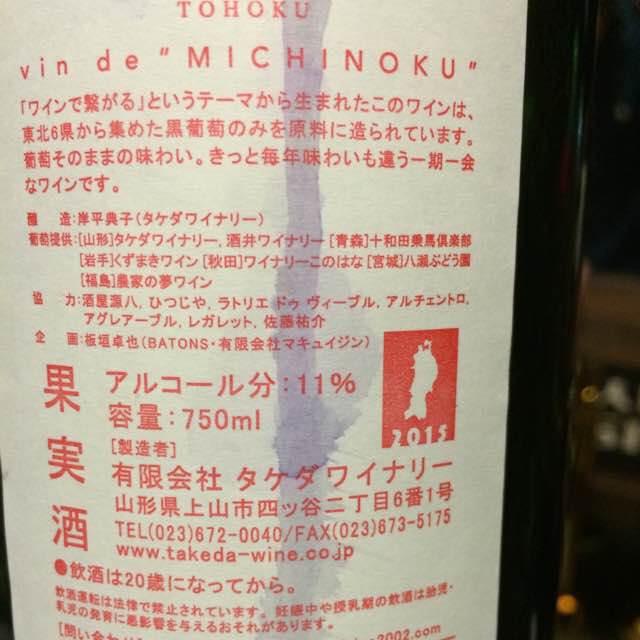 TOHOKU
vin de "MICHINOKU"
「ワインで繋がる」というテーマから生まれたこのワインは、
東北6県から集めた黒葡萄のみを原料に造られています。
葡萄そのままの味わい。きっと毎年味わいも違う一期一会
なワインです。
醸　造:岸平典子(タケダワイナリー)
葡萄提供:[山形]タケダワイナリー, 酒井ワイナリー [青森]十和田乗馬倶楽部
[岩手]くずまきワイン [秋田]ワイナリーこのはな [宮城]八瀬ぶどう園
[福島]農家の夢ワイン
協　力:酒屋源八, ひつじや, ラトリエ ドゥ ヴィーブル, アルチェントロ,
アグレアーブル, レガレット, 佐藤祐介
企　画:板垣卓也(BATONS・有限会社マキュイジン)
果実酒
アルコール分:11%
容量:750ml
2015
[製造者]
有限会社 タケダワイナリー
山形県上山市四ッ谷二丁目6番1号
TEL(023)672-0040/FAX(023)673-5175
www.takeda-wine.co.jp
●飲酒は20歳になってから。
飲酒運転は法律で禁止されています。妊娠中や授乳期の飲酒は胎児・
乳児の発育に悪影響を与えるおそれがあります。
[問い合わ
2002.com